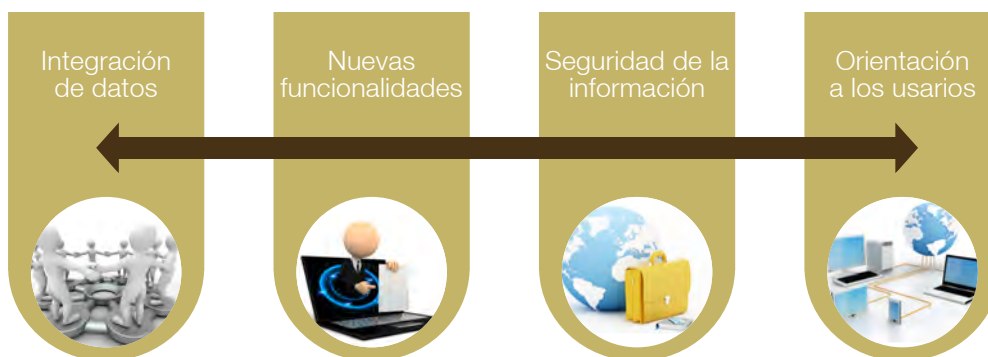 Integración
de datos
Nuevas
funcionalidades
Seguridad de la
información
Orientación
a los usarios